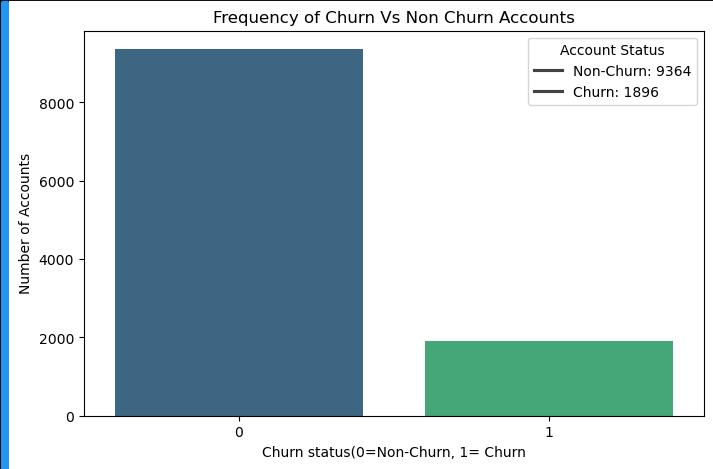 Frequency of Churn Vs Non Churn Accounts
Account Status
Non-Churn: 9364
Churn: 1896
Number of Accounts
8000
6000
4000
2000
0
0
1
Churn status(0=Non-Churn, 1= Churn